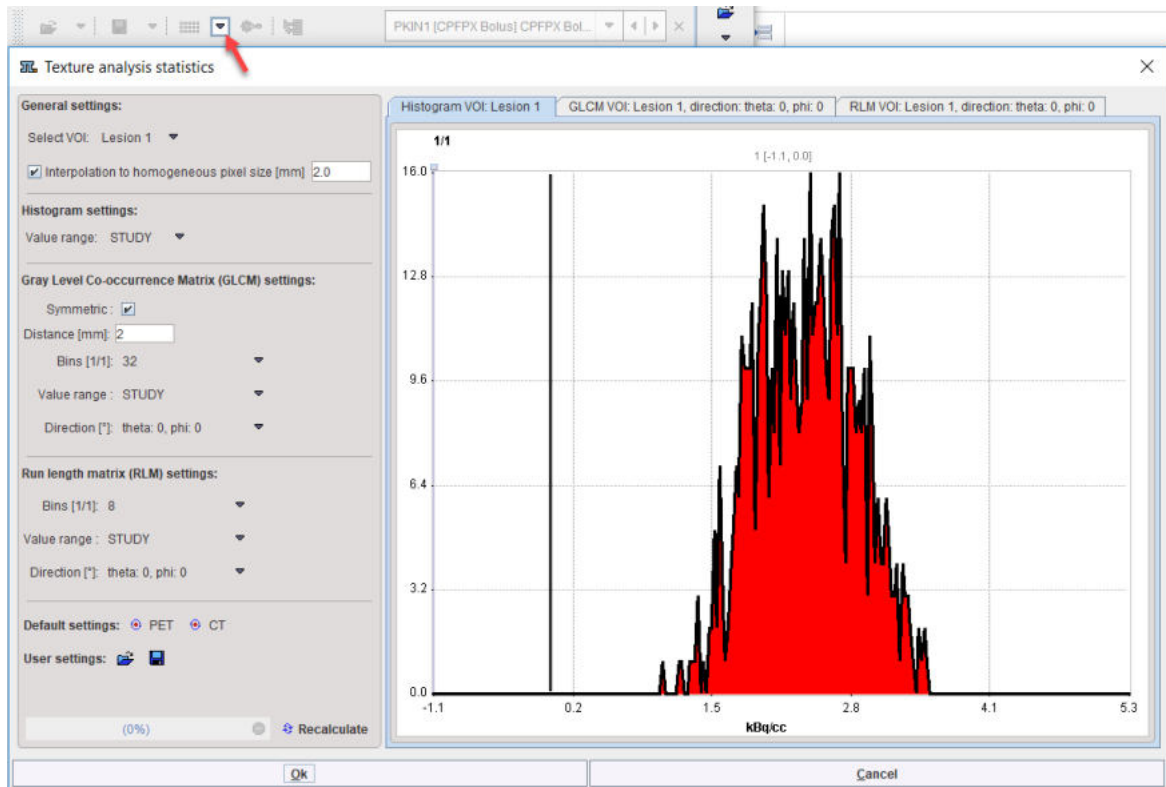 PKIN1 [CPFPX Bolus] CPFPX Bol...
Texture analysis statistics
General settings:
Select VOI: Lesion 1
Interpolation to homogeneous pixel size [mm] 2.0
Histogram settings:
Value range: STUDY
Gray Level Co-occurrence Matrix (GLCM) settings:
Symmetric :
Distance [mm]: 2
Bins [1/1]: 32
Value range : STUDY
Direction [°]: theta: 0, phi: 0
Run length matrix (RLM) settings:
Bins [1/1]: 8
Value range : STUDY
Direction [°]: theta: 0, phi: 0
Default settings: PET CT
User settings:
(0%) Recalculate
Histogram VOI: Lesion 1 GLCM VOI: Lesion 1, direction: theta: 0, phi: 0 RLM VOI: Lesion 1, direction: theta: 0, phi: 0
1/1
1 [-1.1, 0.0]
16.0
12.8
9.6
6.4
3.2
0.0
-1.1 0.2 1.5 2.8 4.1 5.3
kBq/cc
Ok Cancel